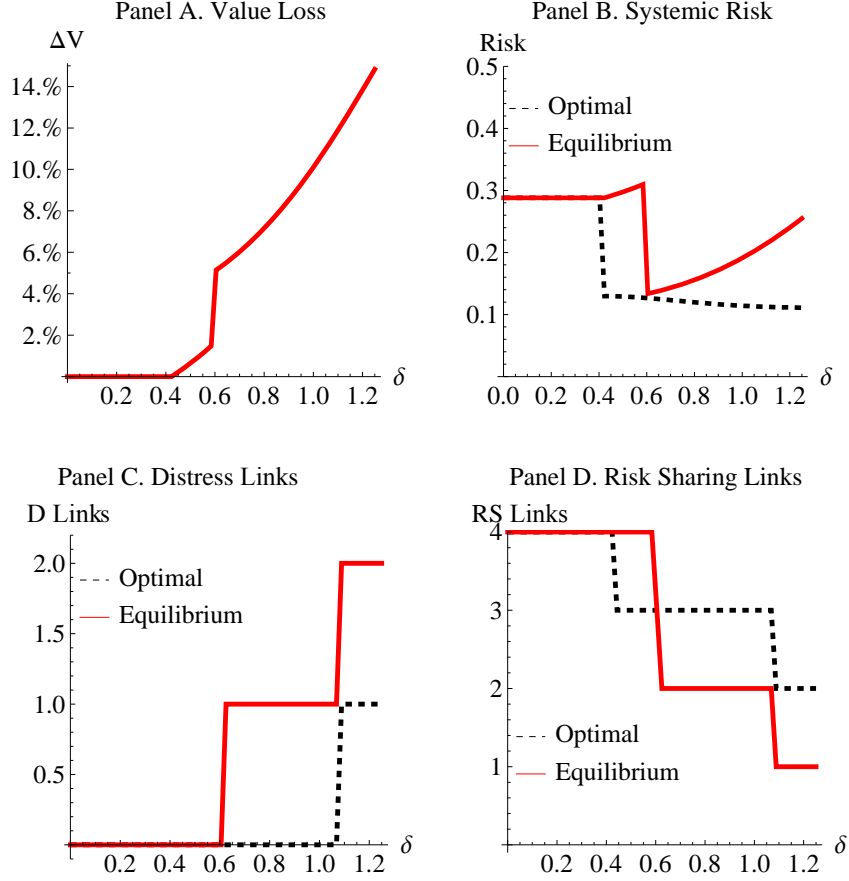 Panel A. Value Loss
ΔV
14.%
12.%
10.%
8.%
6.%
4.%
2.%
0.2 0.4 0.6 0.8 1.0 1.2 δ
Panel B. Systemic Risk
Risk
0.5
0.4
0.3
0.2
0.1
Optimal
Equilibrium
0.0 0.2 0.4 0.6 0.8 1.0 1.2 δ
Panel C. Distress Links
D Links
2.0
1.5
1.0
0.5
Optimal
Equilibrium
0.2 0.4 0.6 0.8 1.0 1.2 δ
Panel D. Risk Sharing Links
RS Links
4
3
2
1
Optimal
Equilibrium
0.2 0.4 0.6 0.8 1.0 1.2 δ